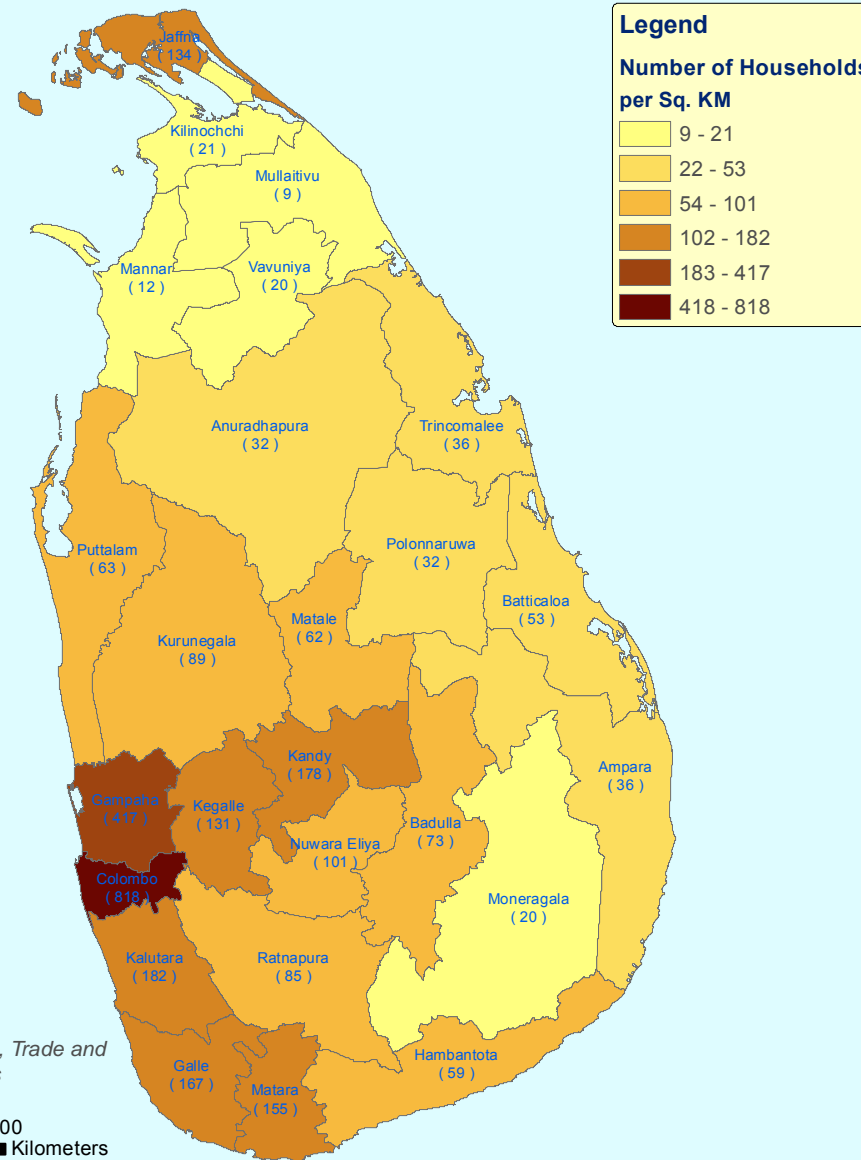 Legend
Number of Households
per Sq. KM
9 - 21
22 - 53
54 - 101
102 - 182
183 - 417
418 - 818
Jaffna
( 134 )
Kilinochchi
( 21 )
Mullaitivu
( 9 )
Mannar
( 12 )
Vavuniya
( 20 )
Anuradhapura
( 32 )
Trincomalee
( 36 )
Puttalam
( 63 )
Polonnaruwa
( 32 )
Batticaloa
( 53 )
Kurunegala
( 89 )
Matale
( 62 )
Kandy
( 178 )
Ampara
( 36 )
Gampaha
( 417 )
Kegalle
( 131 )
Nuwara Eliya
( 101 )
Badulla
( 73 )
Colombo
( 818 )
Moneragala
( 20 )
Kalutara
( 182 )
Ratnapura
( 85 )
Galle
( 167 )
Matara
( 155 )
Hambantota
( 59 )
, Trade and
00
Kilometers